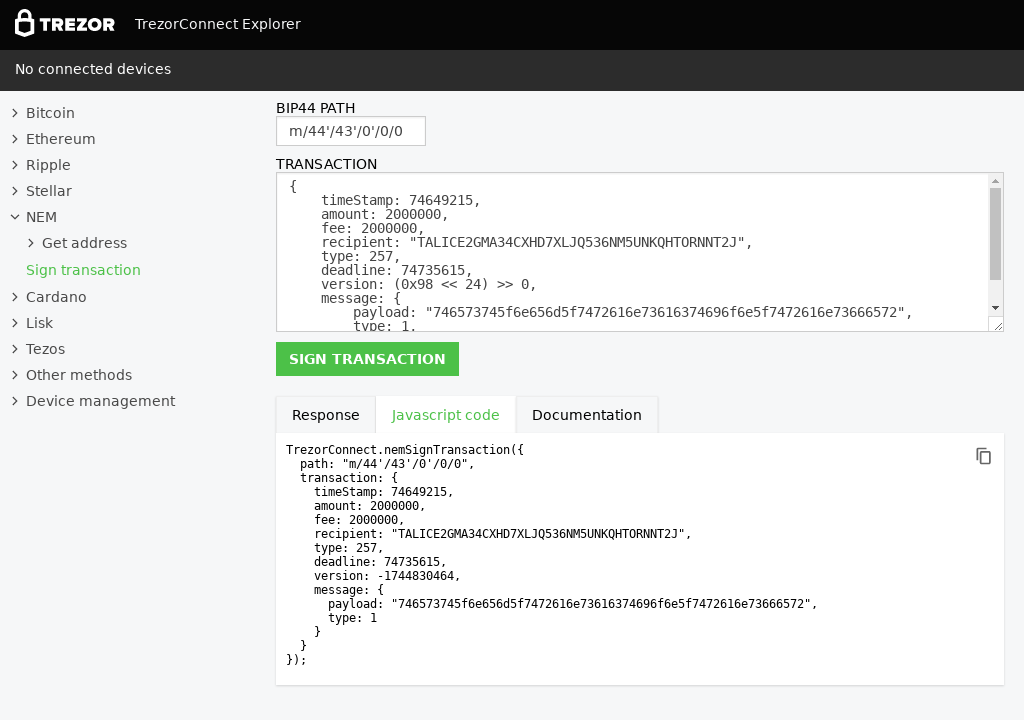 TREZOR TrezorConnect Explorer
No connected devices
Bitcoin
Ethereum
Ripple
Stellar
NEM
Get address
Sign transaction
Cardano
Lisk
Tezos
Other methods
Device management
BIP44 PATH
m/44'/43'/0'/0/0
TRANSACTION
{
    timeStamp: 74649215,
    amount: 2000000,
    fee: 2000000,
    recipient: "TALICE2GMA34CXHD7XLJQ536NM5UNKQHTORNNT2J",
    type: 257,
    deadline: 74735615,
    version: (0x98 << 24) >> 0,
    message: {
        payload: "746573745f6e656d5f7472616e73616374696f6e5f7472616e73666572",
        type: 1,
SIGN TRANSACTION
Response Javascript code Documentation
TrezorConnect.nemSignTransaction({
  path: "m/44'/43'/0'/0/0",
  transaction: {
    timeStamp: 74649215,
    amount: 2000000,
    fee: 2000000,
    recipient: "TALICE2GMA34CXHD7XLJQ536NM5UNKQHTORNNT2J",
    type: 257,
    deadline: 74735615,
    version: -1744830464,
    message: {
      payload: "746573745f6e656d5f7472616e73616374696f6e5f7472616e73666572",
      type: 1
    }
  }
});